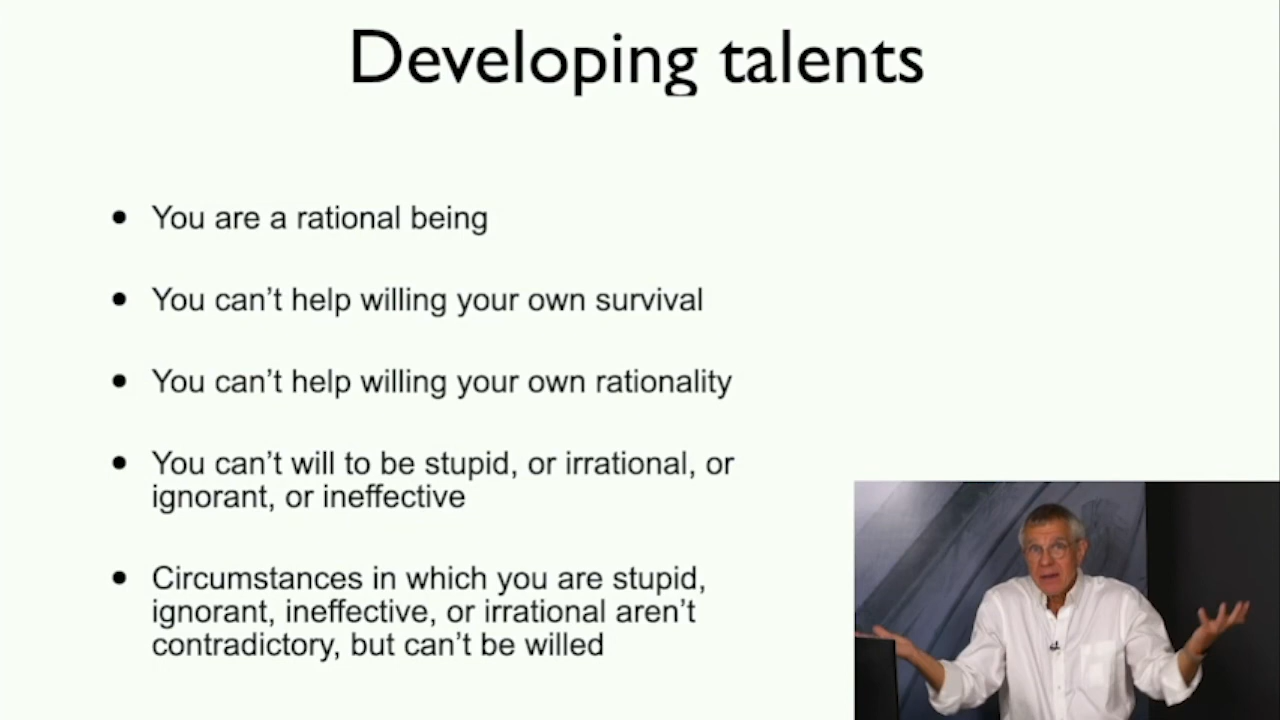 Developing talents
• You are a rational being
• You can’t help willing your own survival
• You can’t help willing your own rationality
• You can’t will to be stupid, or irrational, or
ignorant, or ineffective
• Circumstances in which you are stupid,
ignorant, ineffective, or irrational aren’t
contradictory, but can’t be willed